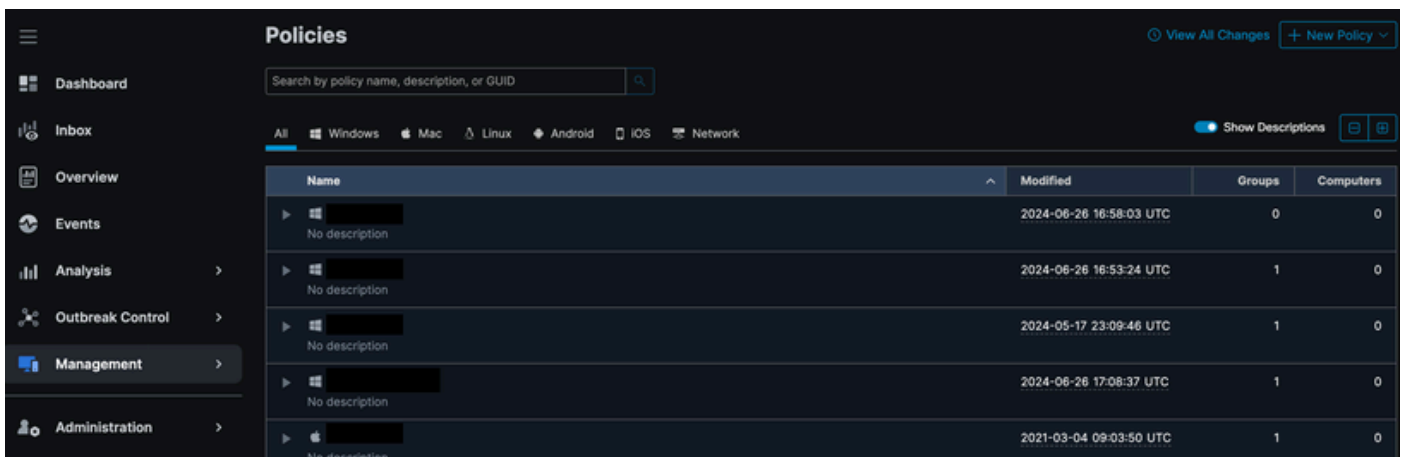 Policies
View All Changes
+ New Policy
Dashboard
Search by policy name, description, or GUID
Inbox
All Windows Mac Linux Android iOS Network
Show Descriptions
Overview
Name Modified Groups Computers
2024-06-26 16:58:03 UTC 0 0
Events
No description
Analysis
2024-06-26 16:53:24 UTC 1 0
No description
Outbreak Control
2024-05-17 23:09:46 UTC 1 0
No description
Management
2024-06-26 17:08:37 UTC 1 0
No description
Administration
2021-03-04 09:03:50 UTC 1 0
No description